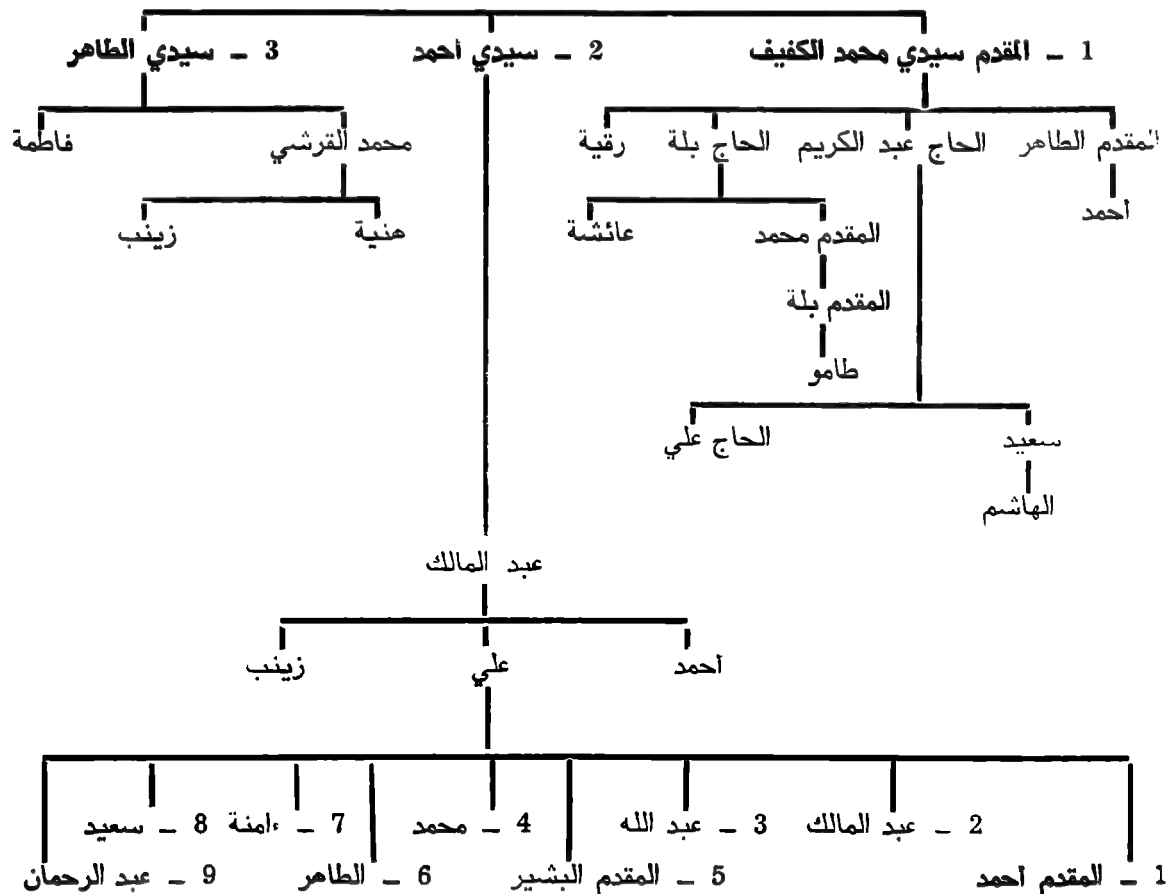 1 – المقدم سيدي محمد الكفيف 2 – سيدي أحمد 3 – سيدي الطاهر
المقدم الطاهر الحاج عبد الكريم الحاج بلة رقية محمد القرشي فاطمة
أحمد المقدم محمد عائشة هنية زينب
المقدم بلة
طامو
سعيد الحاج علي
الهاشم
عبد المالك
أحمد علي زينب
2 – عبد المالك 3 – عبد الله 4 – محمد 7 – ءامنة 8 – سعيد
1 – المقدم أحمد 5 – المقدم البشير 6 – الطاهر 9 – عبد الرحمان